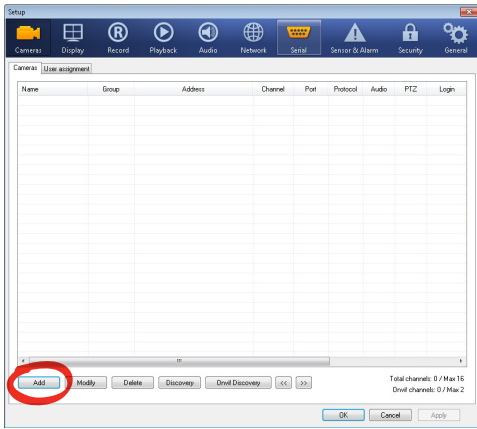 Setup
Cameras Display Record Playback Audio Network Serial Sensor & Alarm Security General
Cameras User assignment
Name Group Address Channel Port Protocol Audio PTZ Login
Add Modify Delete Discovery Onvif Discovery << >>
Total channels: 0 / Max 16
Onvif channels: 0 / Max 2
OK Cancel Apply